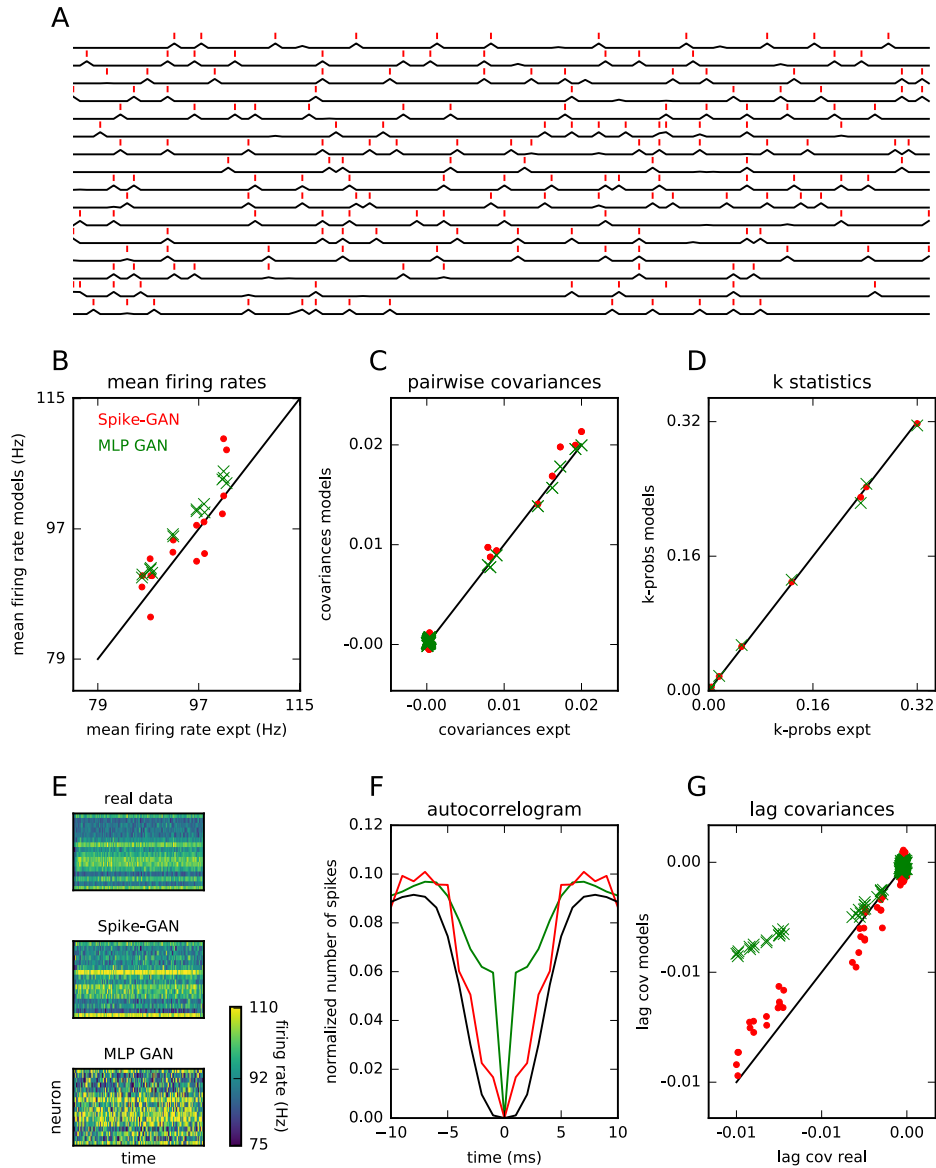 A
B
mean firing rates
115
97
79
79
97
115
mean firing rate models (Hz)
mean firing rate expt (Hz)
Spike-GAN
MLP GAN
C
pairwise covariances
0.02
0.01
-0.00
-0.00
0.01
0.02
covariances models
covariances expt
D
k statistics
0.32
0.16
0.00
0.00
0.16
0.32
k-probs models
k-probs expt
E
real data
Spike-GAN
MLP GAN
neuron
time
110
92
75
firing rate (Hz)
F
autocorrelogram
0.12
0.10
0.08
0.06
0.04
0.02
0.00
−10
−5
0
5
10
normalized number of spikes
time (ms)
G
lag covariances
0.00
-0.01
-0.01
-0.01
-0.01
0.00
lag cov models
lag cov real